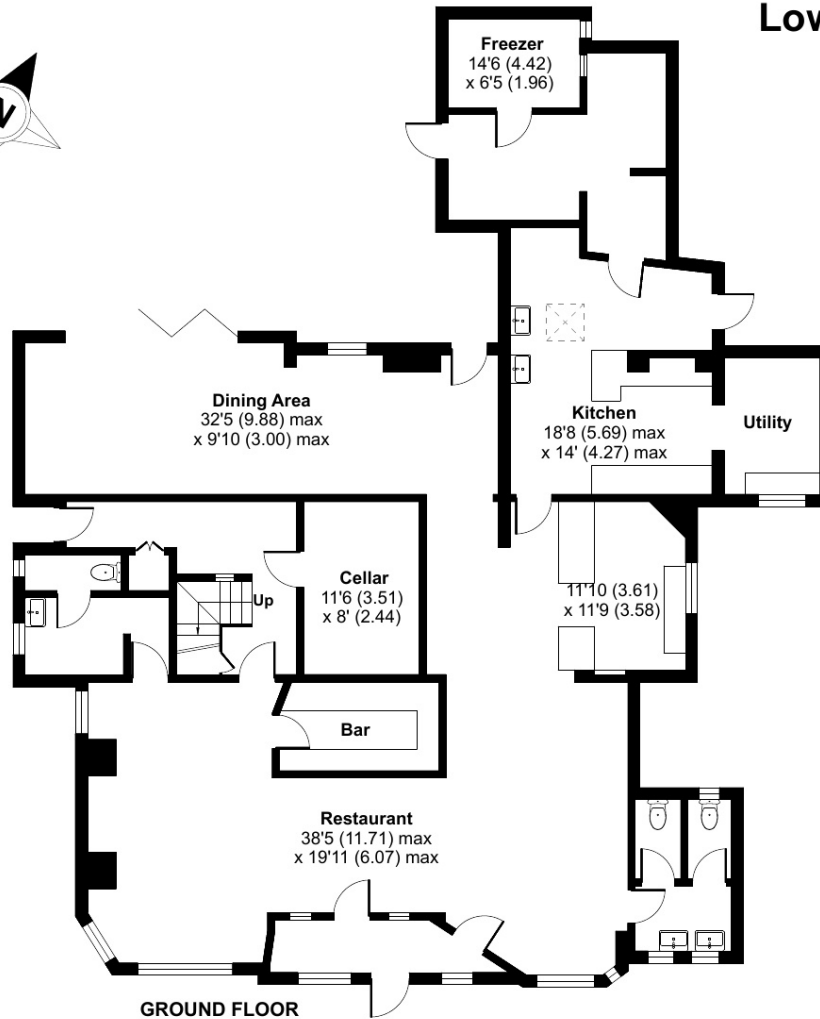 Lov
Freezer
14'6 (4.42)
x 6'5 (1.96)
N
Dining Area
32'5 (9.88) max
x 9'10 (3.00) max
Kitchen
18'8 (5.69) max
x 14' (4.27) max
Utility
Cellar
11'6 (3.51)
x 8' (2.44)
Up
11'10 (3.61)
x 11'9 (3.58)
Bar
Restaurant
38'5 (11.71) max
x 19'11 (6.07) max
GROUND FLOOR